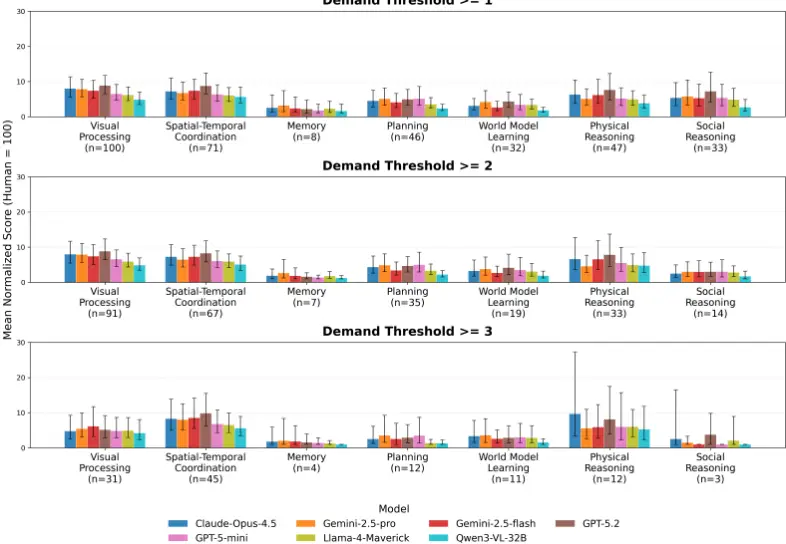 Demand Threshold >= 1
30
20
10
0
Visual Processing (n=100)
Spatial-Temporal Coordination (n=71)
Memory (n=8)
Planning (n=46)
World Model Learning (n=32)
Physical Reasoning (n=47)
Social Reasoning (n=33)
Mean Normalized Score (Human = 100)
Demand Threshold >= 2
30
20
10
0
Visual Processing (n=91)
Spatial-Temporal Coordination (n=67)
Memory (n=7)
Planning (n=35)
World Model Learning (n=19)
Physical Reasoning (n=33)
Social Reasoning (n=14)
Demand Threshold >= 3
30
20
10
0
Visual Processing (n=31)
Spatial-Temporal Coordination (n=45)
Memory (n=4)
Planning (n=12)
World Model Learning (n=11)
Physical Reasoning (n=12)
Social Reasoning (n=3)
Model
Claude-Opus-4.5
Gemini-2.5-pro
Gemini-2.5-flash
GPT-5.2
GPT-5-mini
Llama-4-Maverick
Qwen3-VL-32B